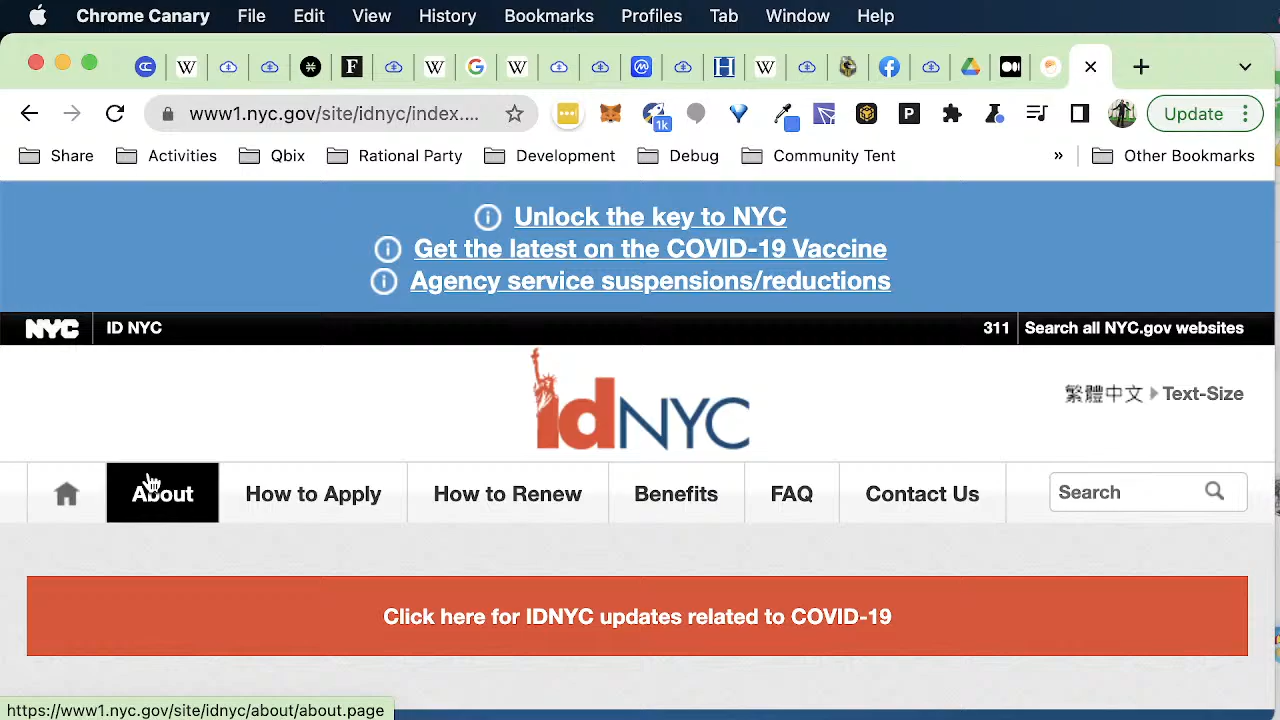 Chrome Canary File Edit View History Bookmarks Profiles Tab Window Help
www1.nyc.gov/site/idnyc/index.... 1k P Update
Share Activities Qbix Rational Party Development Debug Community Tent » Other Bookmarks
Unlock the key to NYC
Get the latest on the COVID-19 Vaccine
Agency service suspensions/reductions
NYC ID NYC 311 Search all NYC.gov websites
idNYC
繁體中文 Text-Size
About How to Apply How to Renew Benefits FAQ Contact Us Search
Click here for IDNYC updates related to COVID-19
https://www1.nyc.gov/site/idnyc/about/about.page